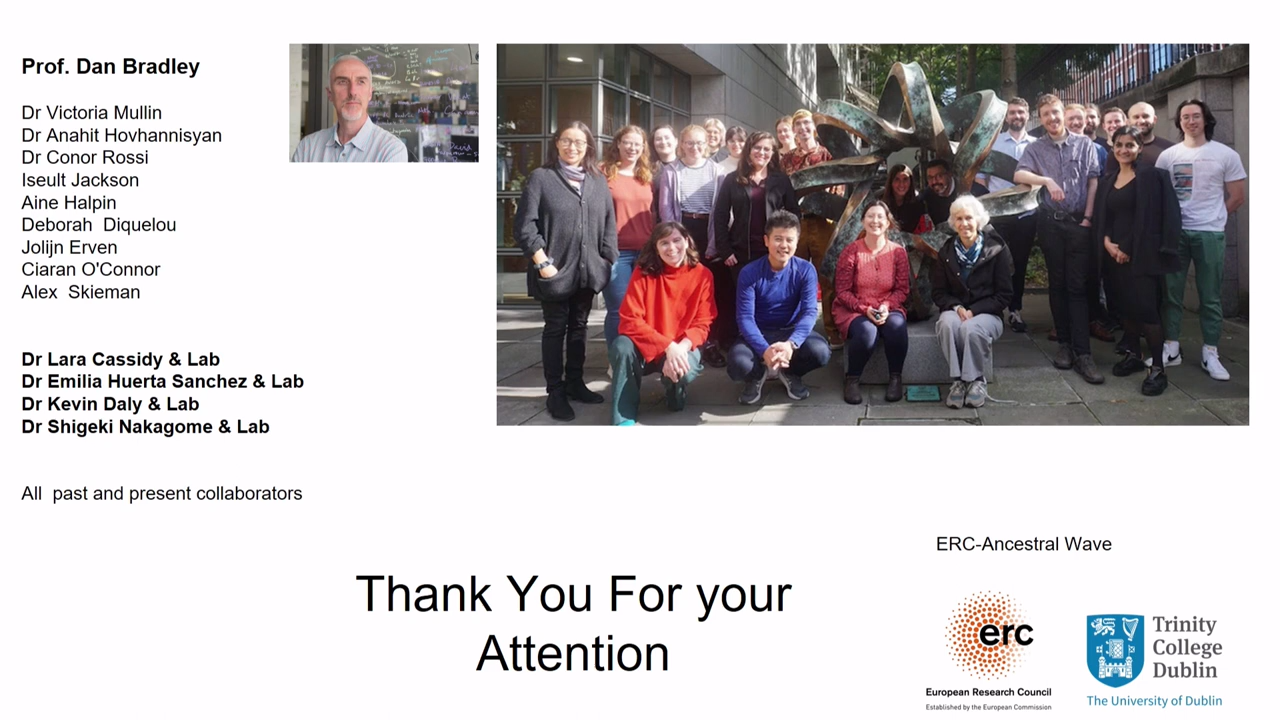 Prof. Dan Bradley
Dr Victoria Mullin
Dr Anahit Hovhannisyan
Dr Conor Rossi
Iseult Jackson
Aine Halpin
Deborah  Diquelou
Jolijn Erven
Ciaran O'Connor
Alex  Skieman
Dr Lara Cassidy & Lab
Dr Emilia Huerta Sanchez & Lab
Dr Kevin Daly & Lab
Dr Shigeki Nakagome & Lab
All  past and present collaborators
Thank You For your
Attention
ERC-Ancestral Wave
erc
European Research Council
Established by the European Commission
Trinity
College
Dublin
The University of Dublin